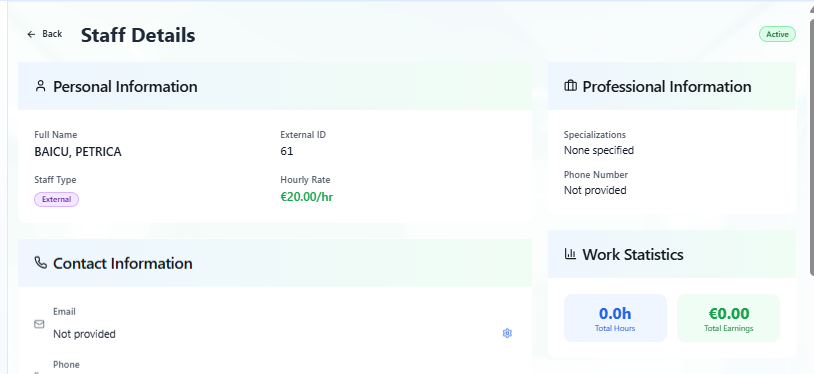 Back
Staff Details
Active
Personal Information
Full Name
BAICU, PETRICA
External ID
61
Staff Type
External
Hourly Rate
€20.00/hr
Professional Information
Specializations
None specified
Phone Number
Not provided
Contact Information
Email
Not provided
Phone
Work Statistics
0.0h
Total Hours
€0.00
Total Earnings